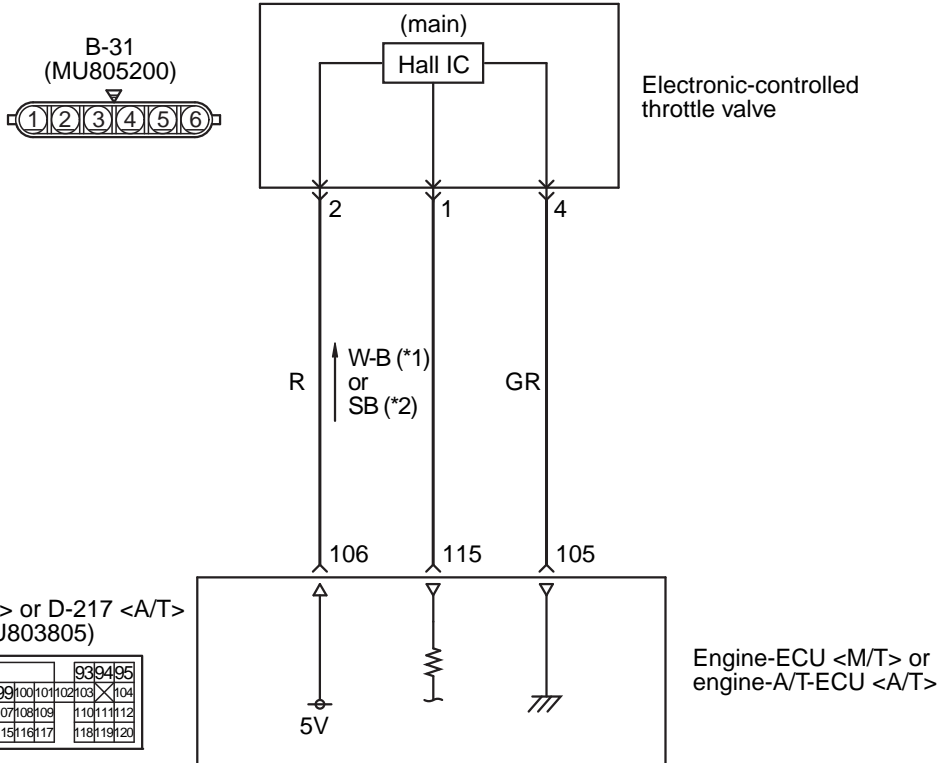 (main)
Hall IC
B-31
(MU805200)
1 2 3 4 5 6
Electronic-controlled
throttle valve
2 1 4
R
W-B (*1)
or
SB (*2)
GR
106 115 105
> or D-217 <A/T>
U803805)
93 94 95
99 100 101 102 103 104
07 108 109 110 111 112
15 116 117 118 119 120
5V
Engine-ECU <M/T> or
engine-A/T-ECU <A/T>